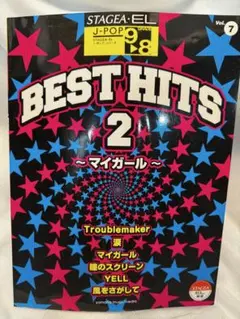 STAGEA・EL
J-POP
9▶8
Vol. 7
BEST HITS
2
～マイガール～
Troublemaker
涙
マイガール
瞳のスクリーン
YELL
風をさがして
STAGEA